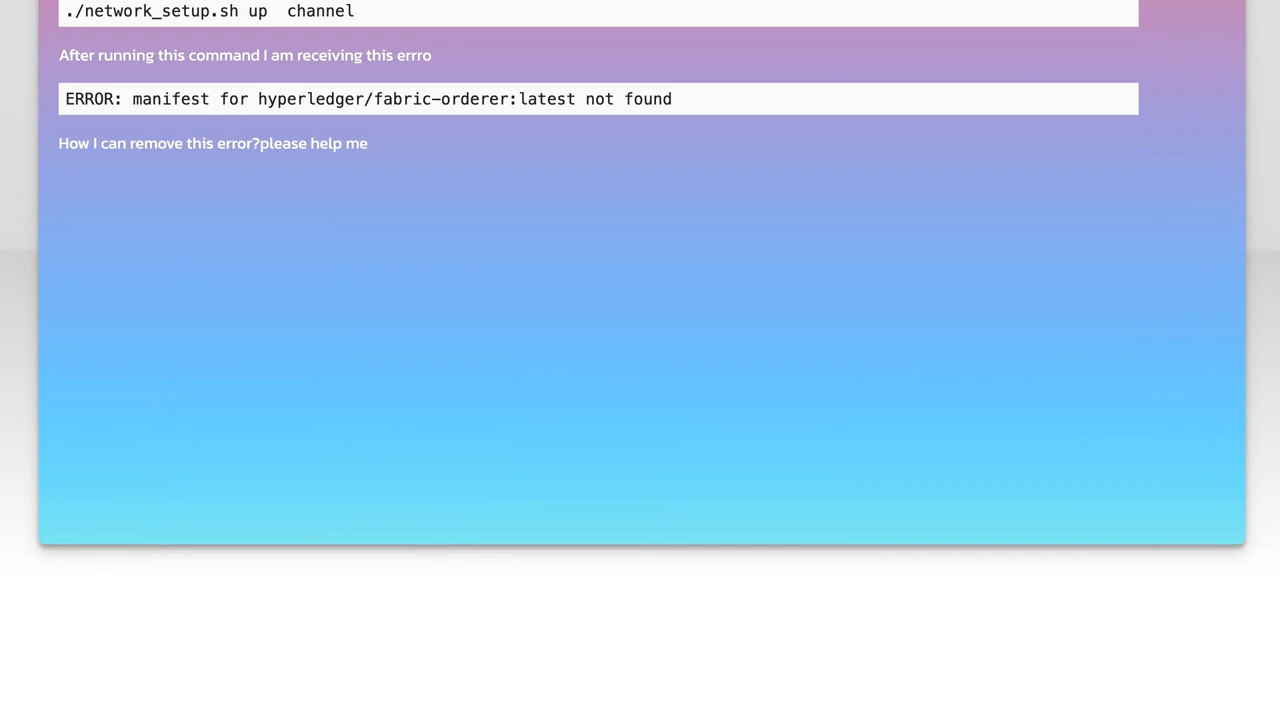 ./network_setup.sh up  channel
After running this command I am receiving this errro
ERROR: manifest for hyperledger/fabric-orderer:latest not found
How I can remove this error?please help me